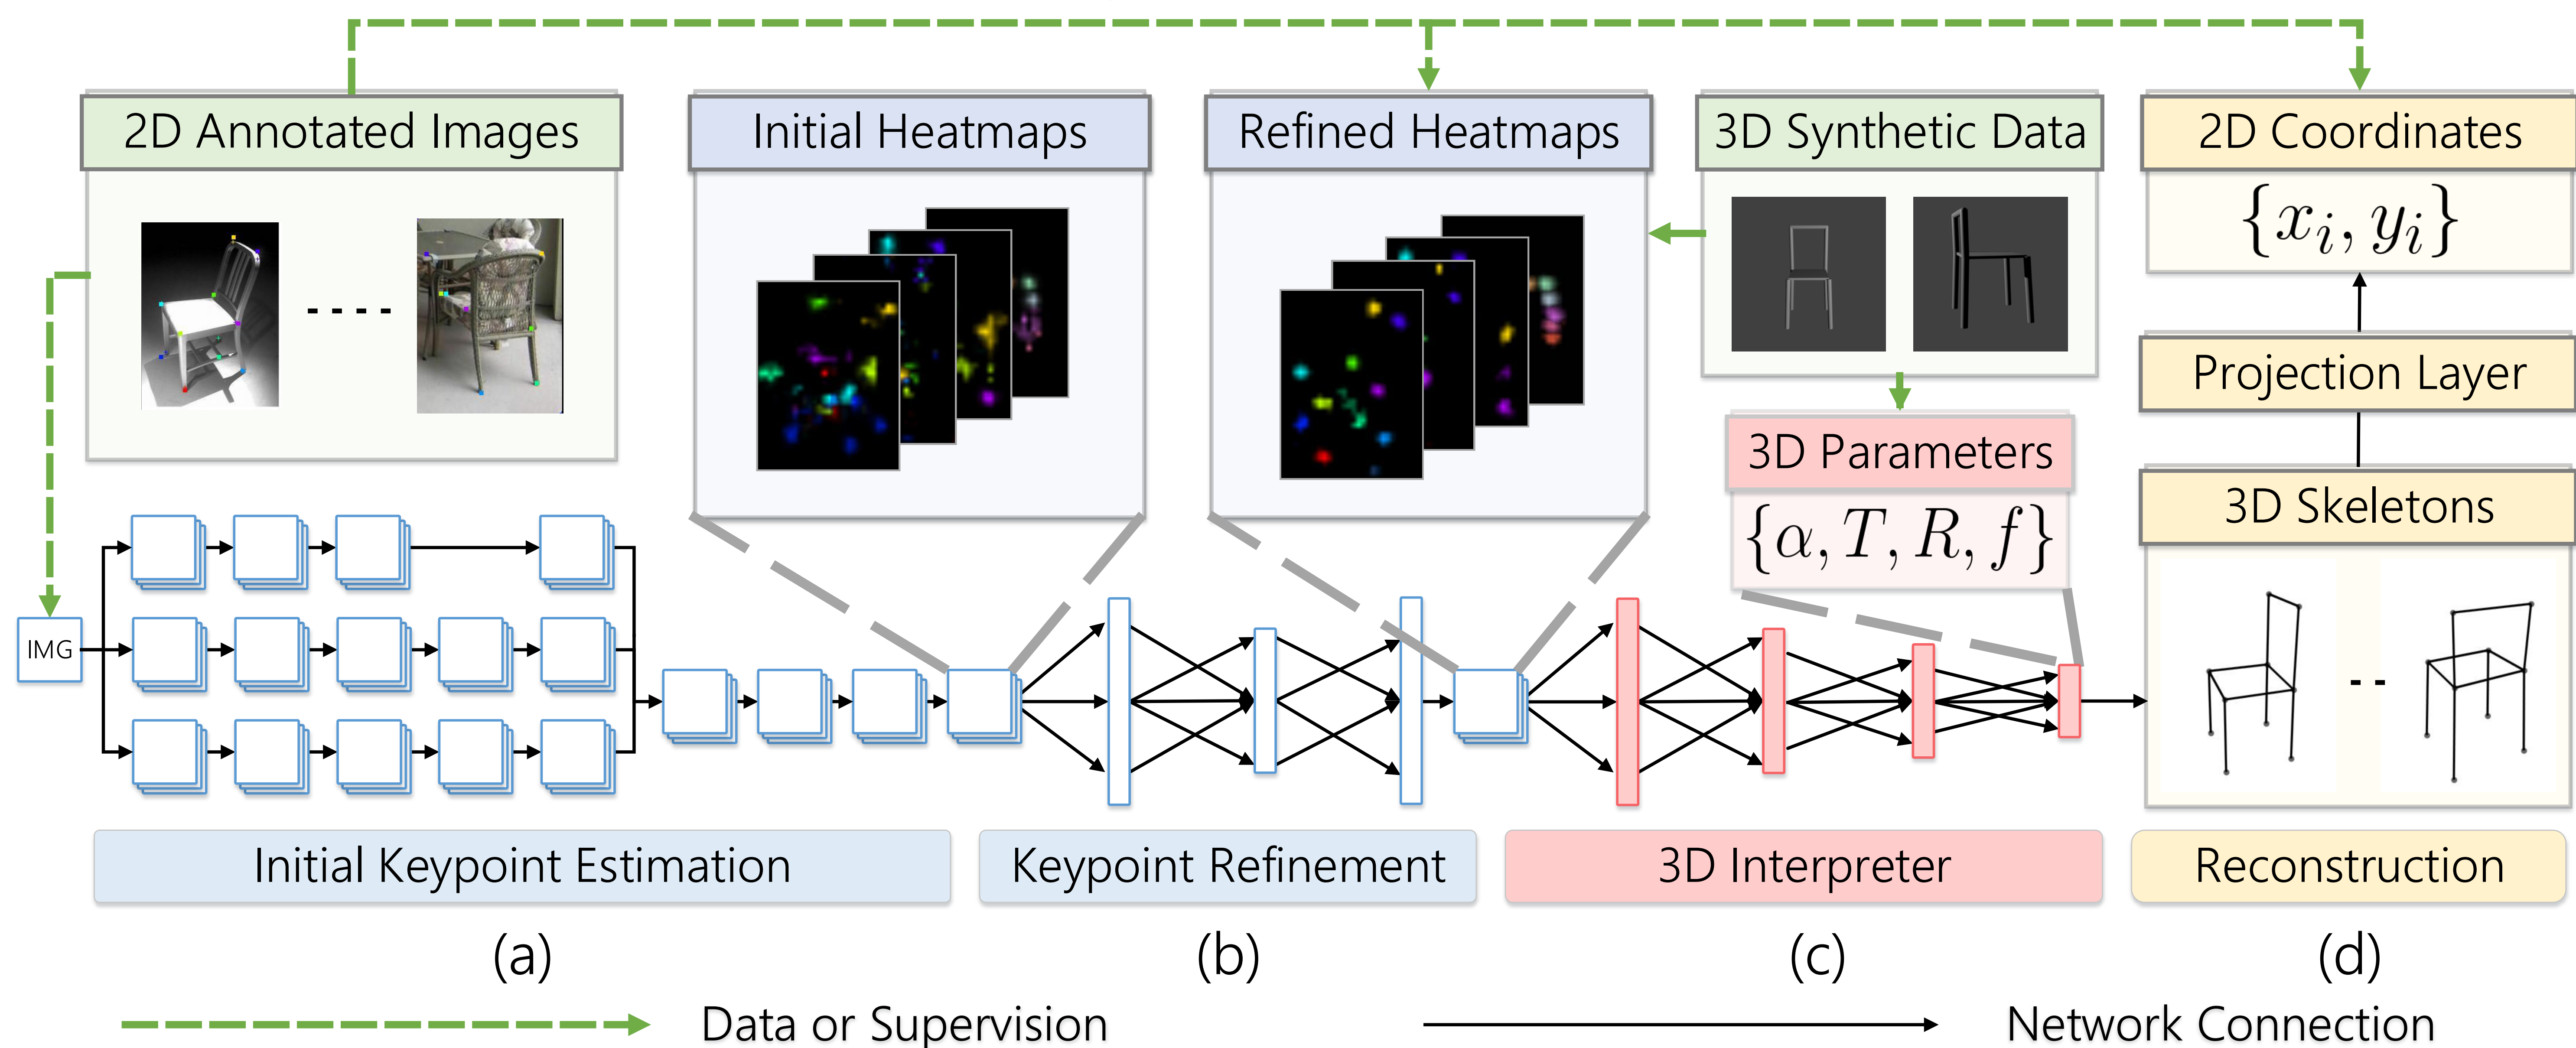 2D Annotated Images
Initial Heatmaps
Refined Heatmaps
3D Synthetic Data
2D Coordinates
{x_i, y_i}
Projection Layer
3D Parameters
{α, T, R, f}
3D Skeletons
IMG
Initial Keypoint Estimation
Keypoint Refinement
3D Interpreter
Reconstruction
(a)
(b)
(c)
(d)
Data or Supervision
Network Connection